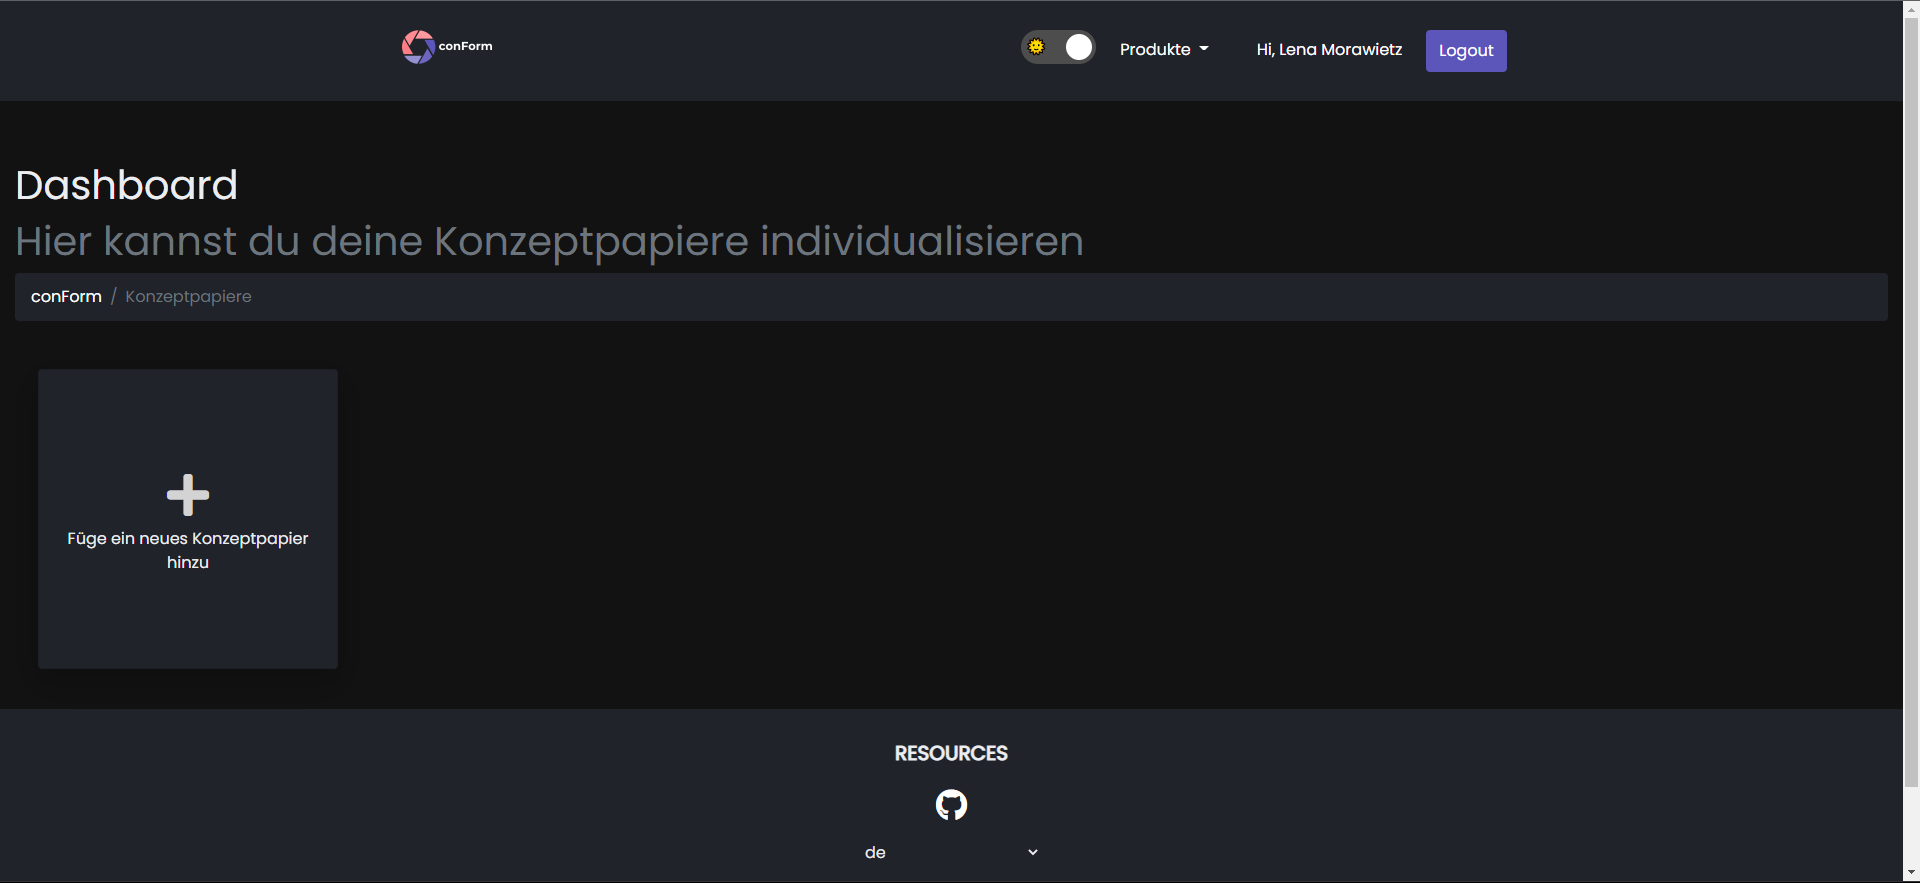 conForm
Produkte
Hi, Lena Morawietz
Logout
Dashboard
Hier kannst du deine Konzeptpapiere individualisieren
conForm / Konzeptpapiere
Füge ein neues Konzeptpapier
hinzu
RESOURCES
de